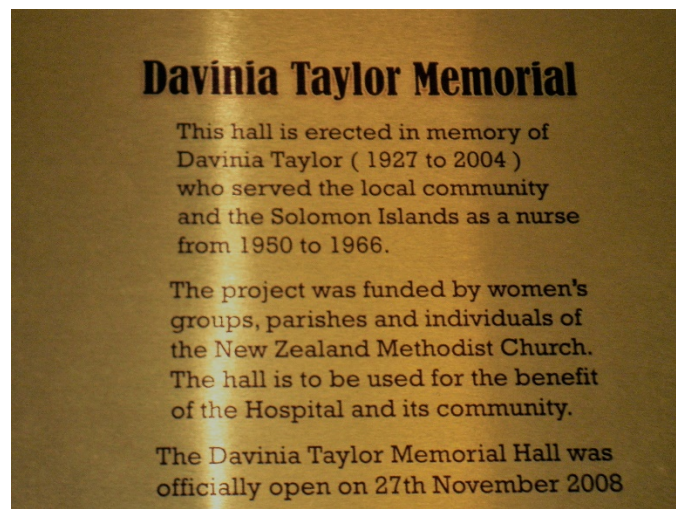 Davinia Taylor Memorial
This hall is erected in memory of
Davinia Taylor ( 1927 to 2004 )
who served the local community
and the Solomon Islands as a nurse
from 1950 to 1966.
The project was funded by women's
groups, parishes and individuals of
the New Zealand Methodist Church.
The hall is to be used for the benefit
of the Hospital and its community.
The Davinia Taylor Memorial Hall was
officially open on 27th November 2008